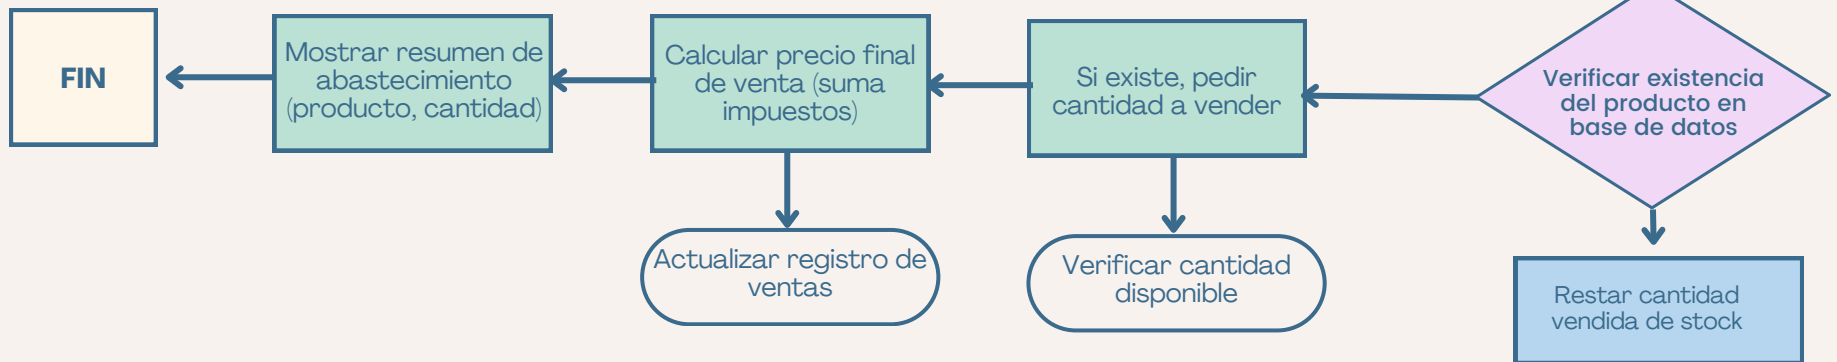 FIN
Mostrar resumen de
abastecimiento
(producto, cantidad)
Calcular precio final
de venta (suma
impuestos)
Si existe, pedir
cantidad a vender
Verificar existencia
del producto en
base de datos
Actualizar registro de
ventas
Verificar cantidad
disponible
Restar cantidad
vendida de stock